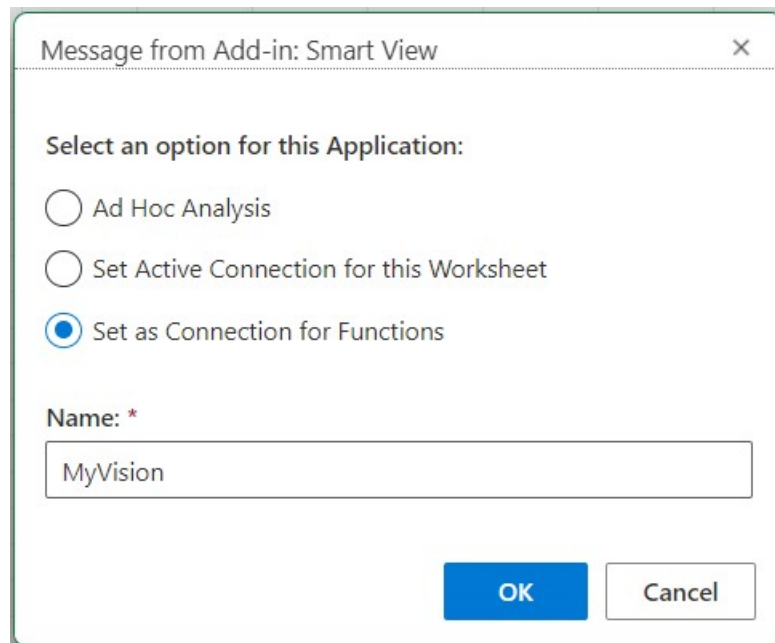 Message from Add-in: Smart View
Select an option for this Application:
Ad Hoc Analysis
Set Active Connection for this Worksheet
Set as Connection for Functions
Name: *
MyVision
OK Cancel